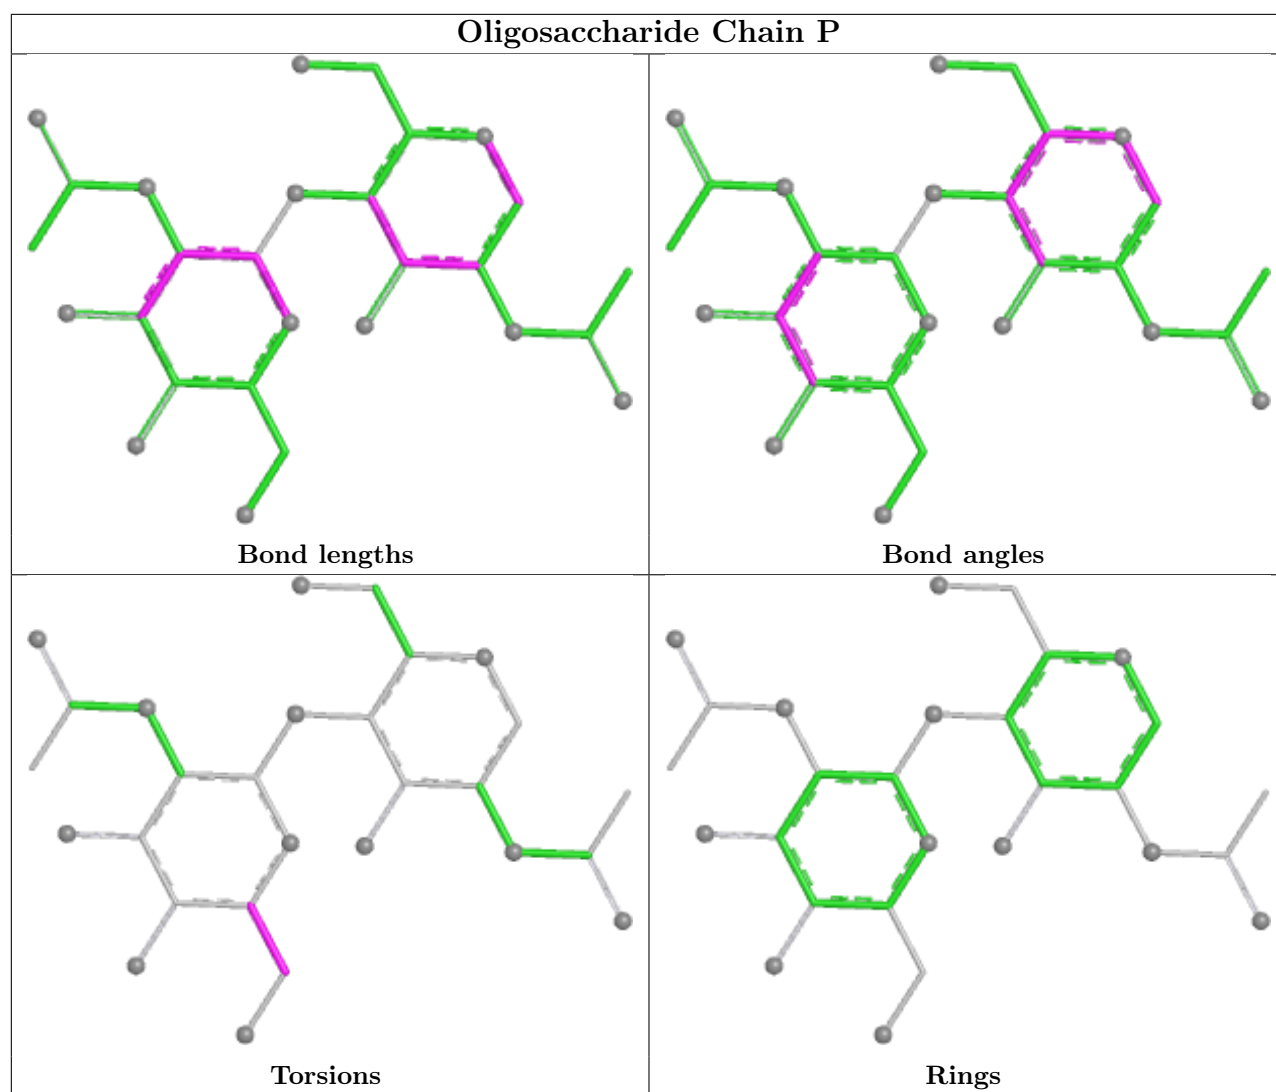 Oligosaccharide Chain P
Bond lengths
Bond angles
Torsions
Rings